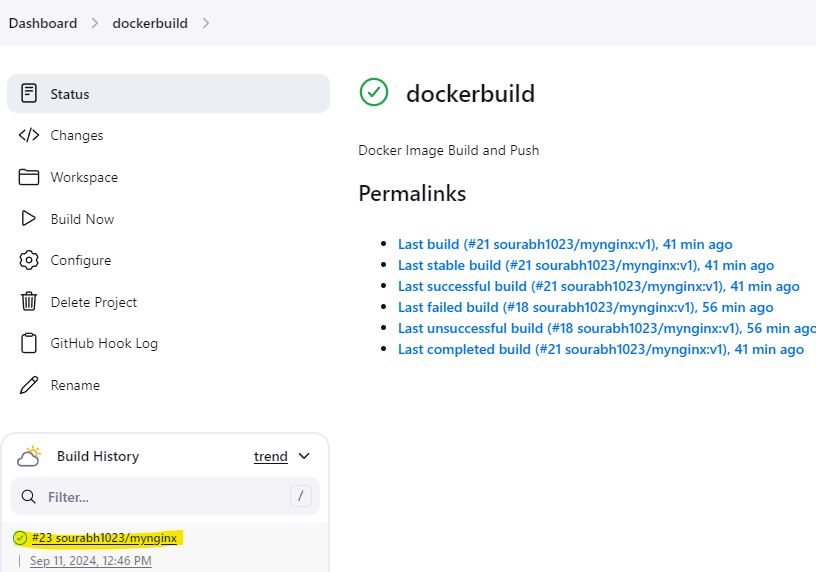 Dashboard > dockerbuild >
Status
Changes
Workspace
Build Now
Configure
Delete Project
GitHub Hook Log
Rename
Build History trend
Filter... /
#23 sourabh1023/mynginx
Sep 11, 2024, 12:46 PM
dockerbuild
Docker Image Build and Push
Permalinks
Last build (#21 sourabh1023/mynginx:v1), 41 min ago
Last stable build (#21 sourabh1023/mynginx:v1), 41 min ago
Last successful build (#21 sourabh1023/mynginx:v1), 41 min ago
Last failed build (#18 sourabh1023/mynginx:v1), 56 min ago
Last unsuccessful build (#18 sourabh1023/mynginx:v1), 56 min ago
Last completed build (#21 sourabh1023/mynginx:v1), 41 min ago